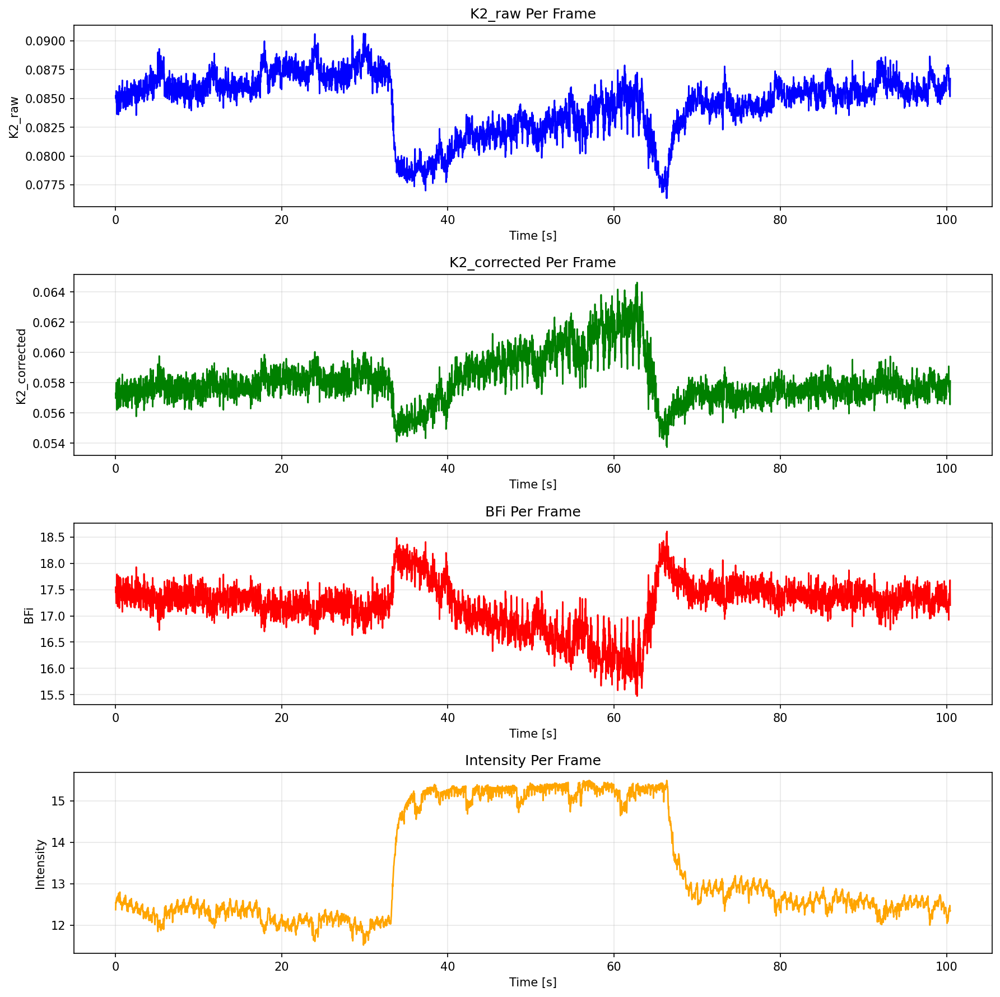 K2_raw Per Frame
K2_raw
0.0900
0.0875
0.0850
0.0825
0.0800
0.0775
0 20 40 60 80 100
Time [s]
K2_corrected Per Frame
K2_corrected
0.064
0.062
0.060
0.058
0.056
0.054
0 20 40 60 80 100
Time [s]
BFi Per Frame
BFi
18.5
18.0
17.5
17.0
16.5
16.0
15.5
0 20 40 60 80 100
Time [s]
Intensity Per Frame
Intensity
15
14
13
12
0 20 40 60 80 100
Time [s]